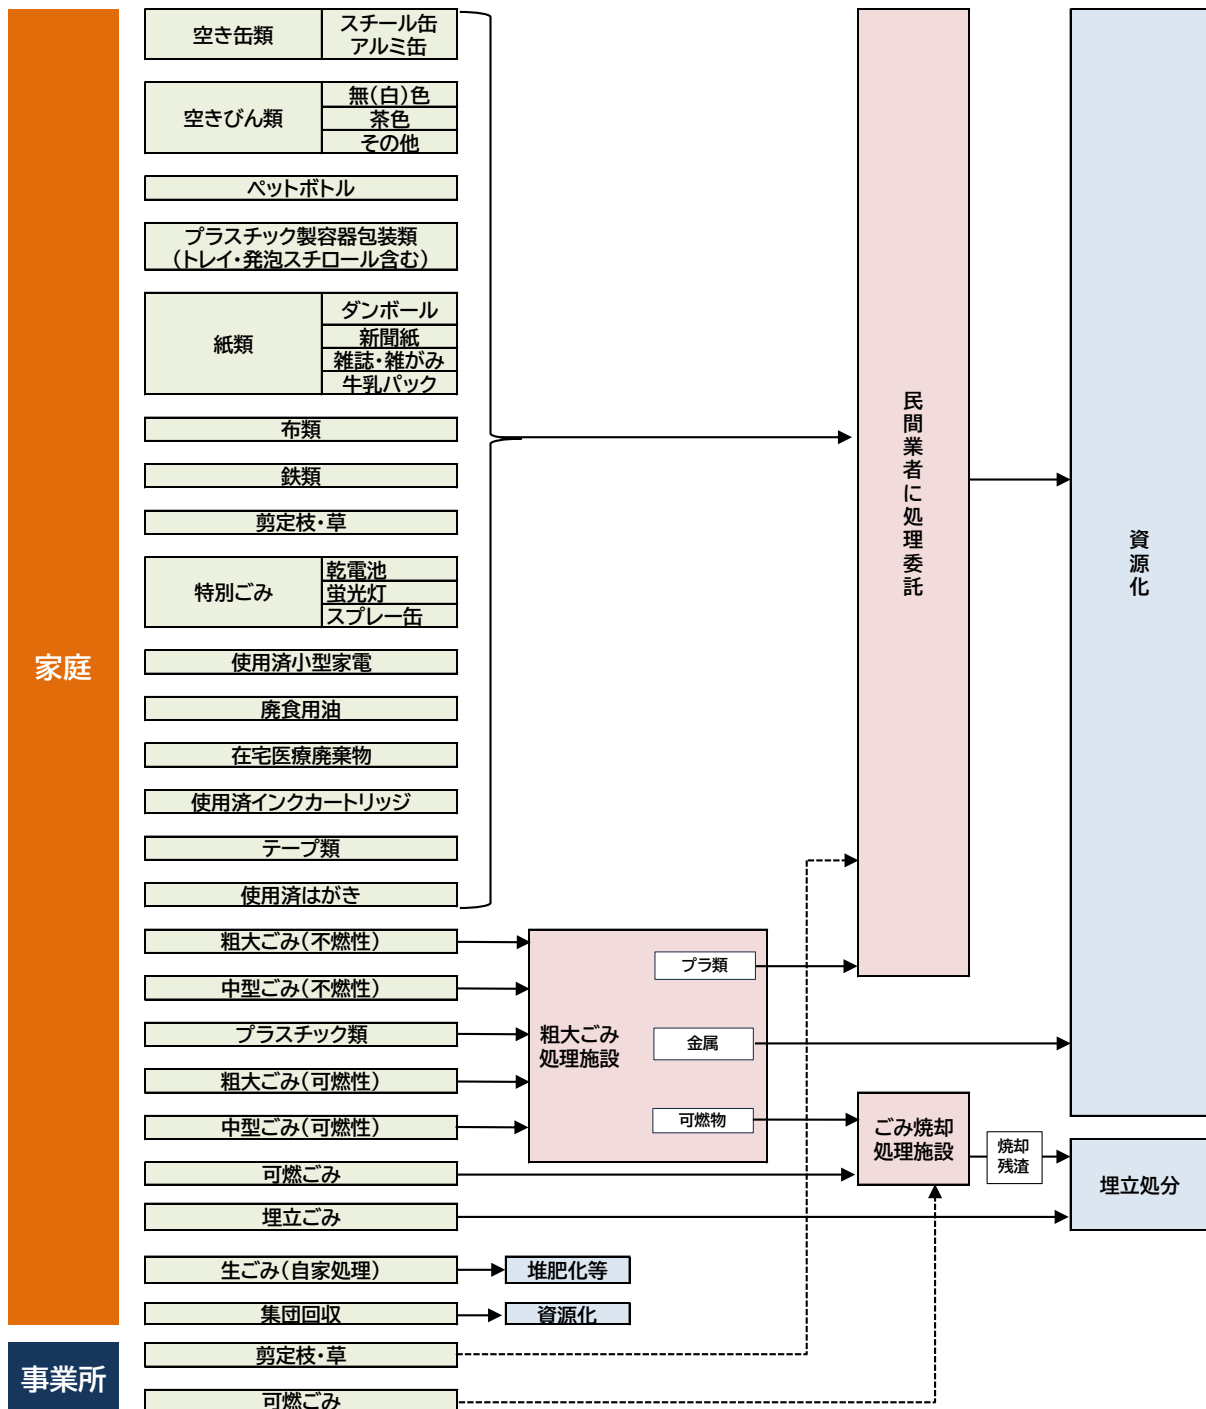 家庭
空き缶類
スチール缶
アルミ缶
空きびん類
無(白)色
茶色
その他
ペットボトル
プラスチック製容器包装類
(トレイ・発泡スチロール含む)
紙類
ダンボール
新聞紙
雑誌・雑がみ
牛乳パック
布類
鉄類
剪定枝・草
特別ごみ
乾電池
蛍光灯
スプレー缶
使用済小型家電
廃食用油
在宅医療廃棄物
使用済インクカートリッジ
テープ類
使用済はがき
粗大ごみ(不燃性)
中型ごみ(不燃性)
プラスチック類
粗大ごみ(可燃性)
中型ごみ(可燃性)
可燃ごみ
埋立ごみ
生ごみ(自家処理)
堆肥化等
集団回収
資源化
事業所
剪定枝・草
可燃ごみ
粗大ごみ
処理施設
プラ類
金属
可燃物
民間業者に処理委託
ごみ焼却
処理施設
焼却
残渣
資源化
埋立処分